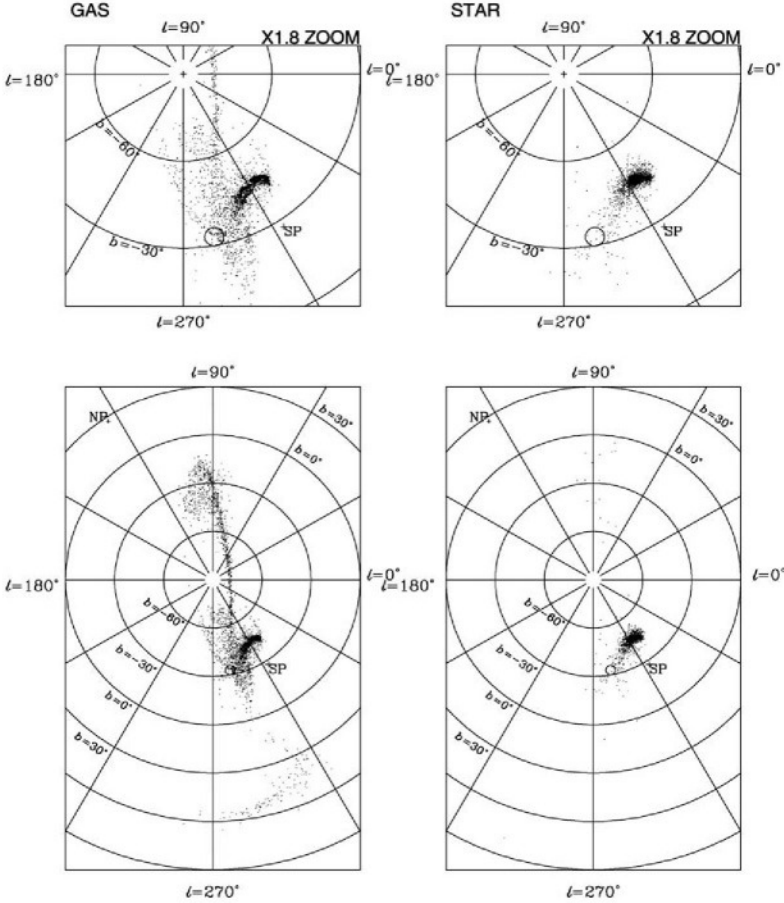 GAS
STAR
ℓ=90°
ℓ=90°
X1.8 ZOOM
X1.8 ZOOM
ℓ=180°
ℓ=0°
ℓ=180°
ℓ=0°
b=−60°
b=−60°
SP
SP
b=−30°
b=−30°
ℓ=270°
ℓ=270°
ℓ=90°
ℓ=90°
NP
b=30°
NP
b=30°
b=0°
b=0°
ℓ=180°
ℓ=0°
ℓ=180°
ℓ=0°
b=−60°
b=−60°
b=−30°
SP
b=−30°
SP
b=0°
b=0°
b=30°
b=30°
ℓ=270°
ℓ=270°